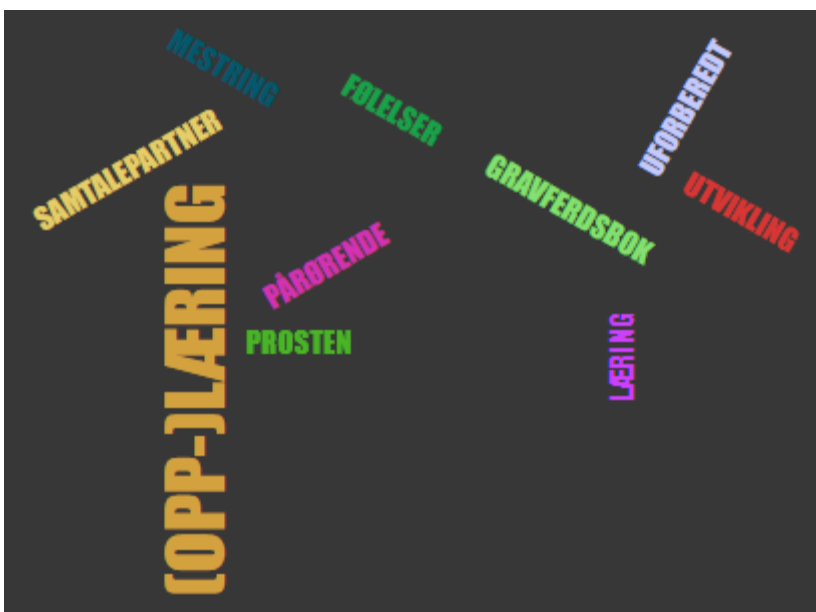 MESTRING
FØLELSER
UFORBEREDT
SAMTALEPARTNER
GRAVFERDSBOK
UTVIKLING
(OPP-)LÆRING
PÅRØRENDE
PROSTEN
LÆRING